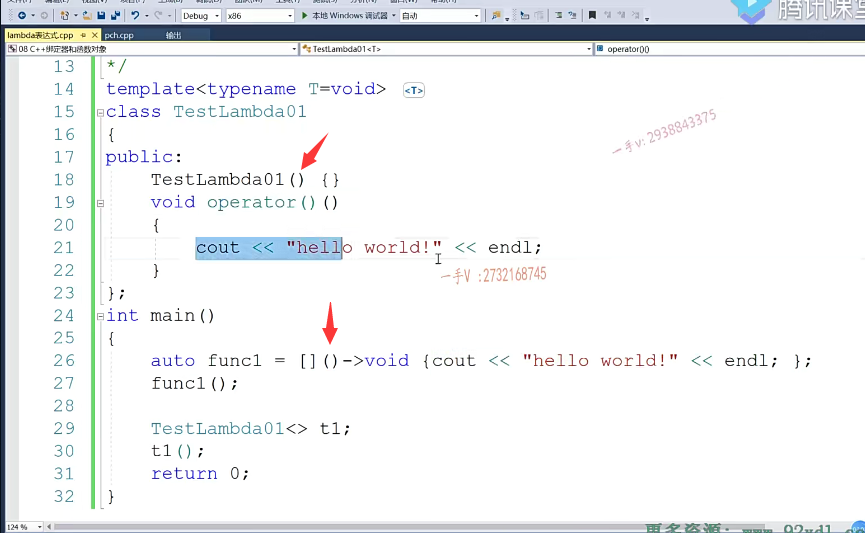 Debug x86 本地 Windows 调试器 自动
腾讯课堂
lambda表达式.cpp pch.cpp 输出
08 C++绑定器和函数对象 TestLambda01<T> operator()()
13 */
14 template<typename T=void> <T>
15 class TestLambda01
16 {
17 public:
18 TestLambda01() {}
19 void operator()()
20 {
21 cout << "hello world!" << endl;
22 }
23 };
24 int main()
25 {
26 auto func1 = []()->void {cout << "hello world!" << endl; };
27 func1();
28
29 TestLambda01<> t1;
30 t1();
31 return 0;
32 }
一手v: 2938843375
一手V :2732168745
124 %